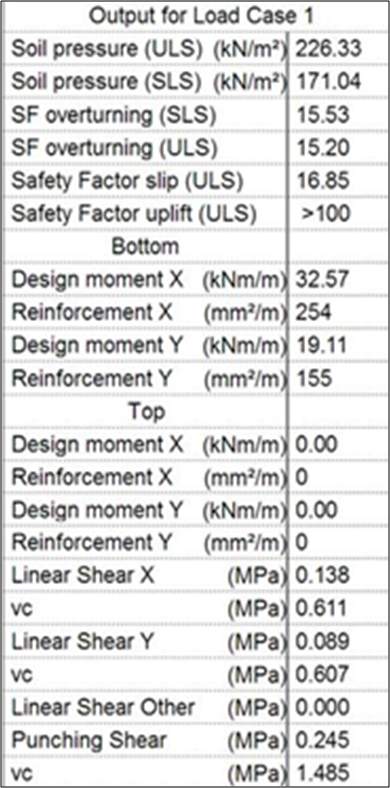 Output for Load Case 1
Soil pressure (ULS) (kN/m²) 226.33
Soil pressure (SLS) (kN/m²) 171.04
SF overturning (SLS) 15.53
SF overturning (ULS) 15.20
Safety Factor slip (ULS) 16.85
Safety Factor uplift (ULS) >100
Bottom
Design moment X (kNm/m) 32.57
Reinforcement X (mm²/m) 254
Design moment Y (kNm/m) 19.11
Reinforcement Y (mm²/m) 155
Top
Design moment X (kNm/m) 0.00
Reinforcement X (mm²/m) 0
Design moment Y (kNm/m) 0.00
Reinforcement Y (mm²/m) 0
Linear Shear X (MPa) 0.138
vc (MPa) 0.611
Linear Shear Y (MPa) 0.089
vc (MPa) 0.607
Linear Shear Other (MPa) 0.000
Punching Shear (MPa) 0.245
vc (MPa) 1.485